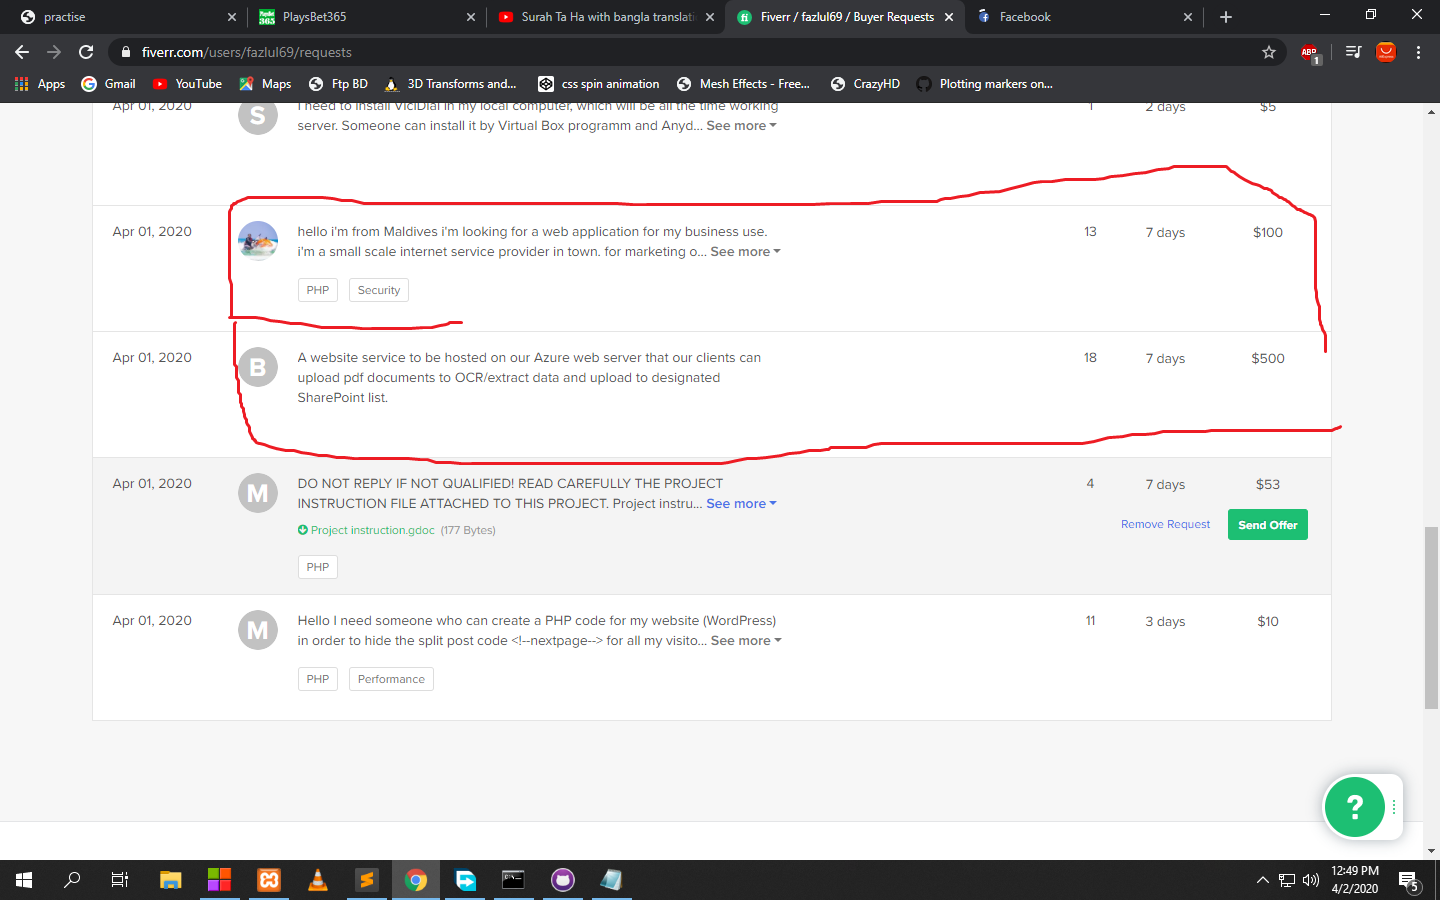 practise
PlaysBet365
Surah Ta Ha with bangla translati
Fiverr / fazlul69 / Buyer Requests
Facebook
fiverr.com/users/fazlul69/requests
ABP
1
Apps
Gmail
YouTube
Maps
Ftp BD
3D Transforms and...
css spin animation
Mesh Effects - Free...
CrazyHD
Plotting markers on...
Apr 01, 2020
S
I need to install ViciDial in my local computer, which will be all the time working
server. Someone can install it by Virtual Box programm and Anyd... See more
1
2 days
$5
Apr 01, 2020
hello i'm from Maldives i'm looking for a web application for my business use.
i'm a small scale internet service provider in town. for marketing o... See more
PHP
Security
13
7 days
$100
Apr 01, 2020
B
A website service to be hosted on our Azure web server that our clients can
upload pdf documents to OCR/extract data and upload to designated
SharePoint list.
18
7 days
$500
Apr 01, 2020
M
DO NOT REPLY IF NOT QUALIFIED! READ CAREFULLY THE PROJECT
INSTRUCTION FILE ATTACHED TO THIS PROJECT. Project instru... See more
Project instruction.gdoc (177 Bytes)
PHP
4
7 days
$53
Remove Request
Send Offer
Apr 01, 2020
M
Hello I need someone who can create a PHP code for my website (WordPress)
in order to hide the split post code <!--nextpage--> for all my visito... See more
PHP
Performance
11
3 days
$10
?
12:49 PM
4/2/2020
5